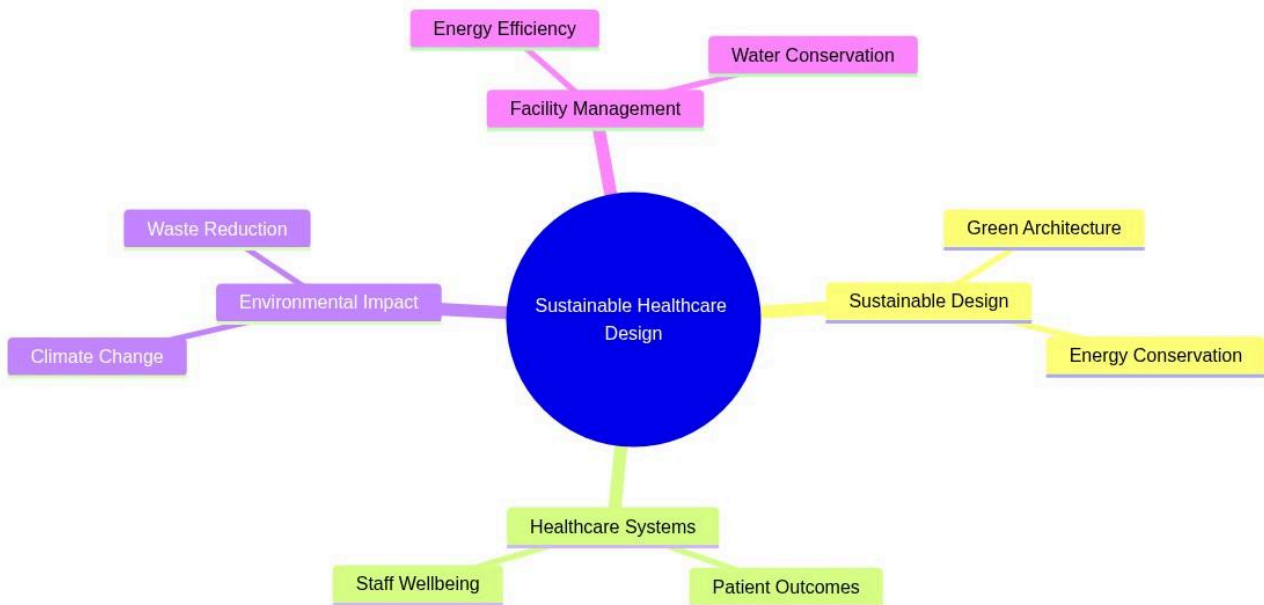 Energy Efficiency
Water Conservation
Facility Management
Waste Reduction
Green Architecture
Environmental Impact
Sustainable Healthcare
Design
Sustainable Design
Climate Change
Energy Conservation
Healthcare Systems
Staff Wellbeing
Patient Outcomes